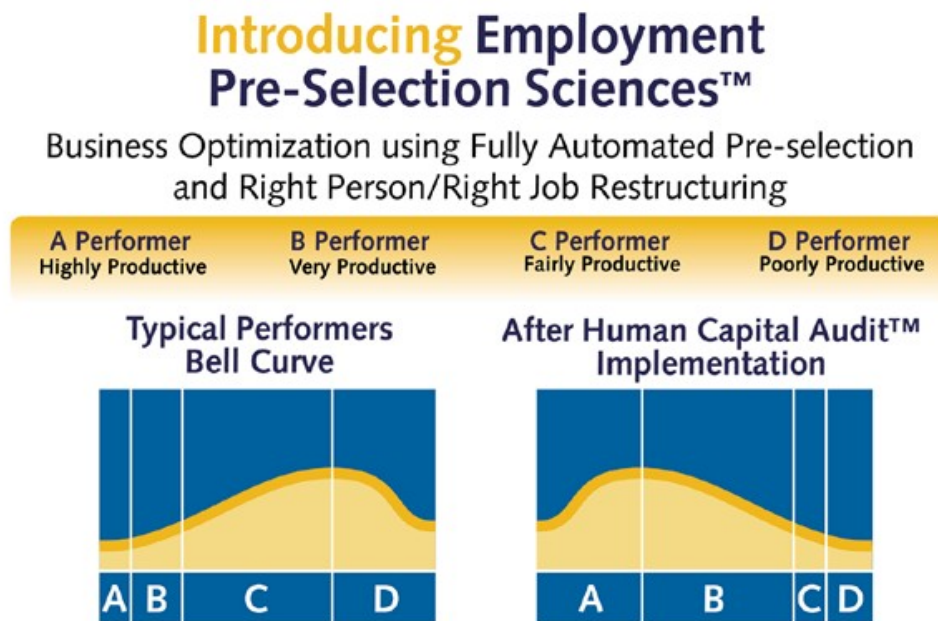 Introducing Employment
Pre-Selection Sciences™
Business Optimization using Fully Automated Pre-selection
and Right Person/Right Job Restructuring
A Performer
Highly Productive
B Performer
Very Productive
C Performer
Fairly Productive
D Performer
Poorly Productive
Typical Performers
Bell Curve
A B C D
After Human Capital Audit™
Implementation
A B C D